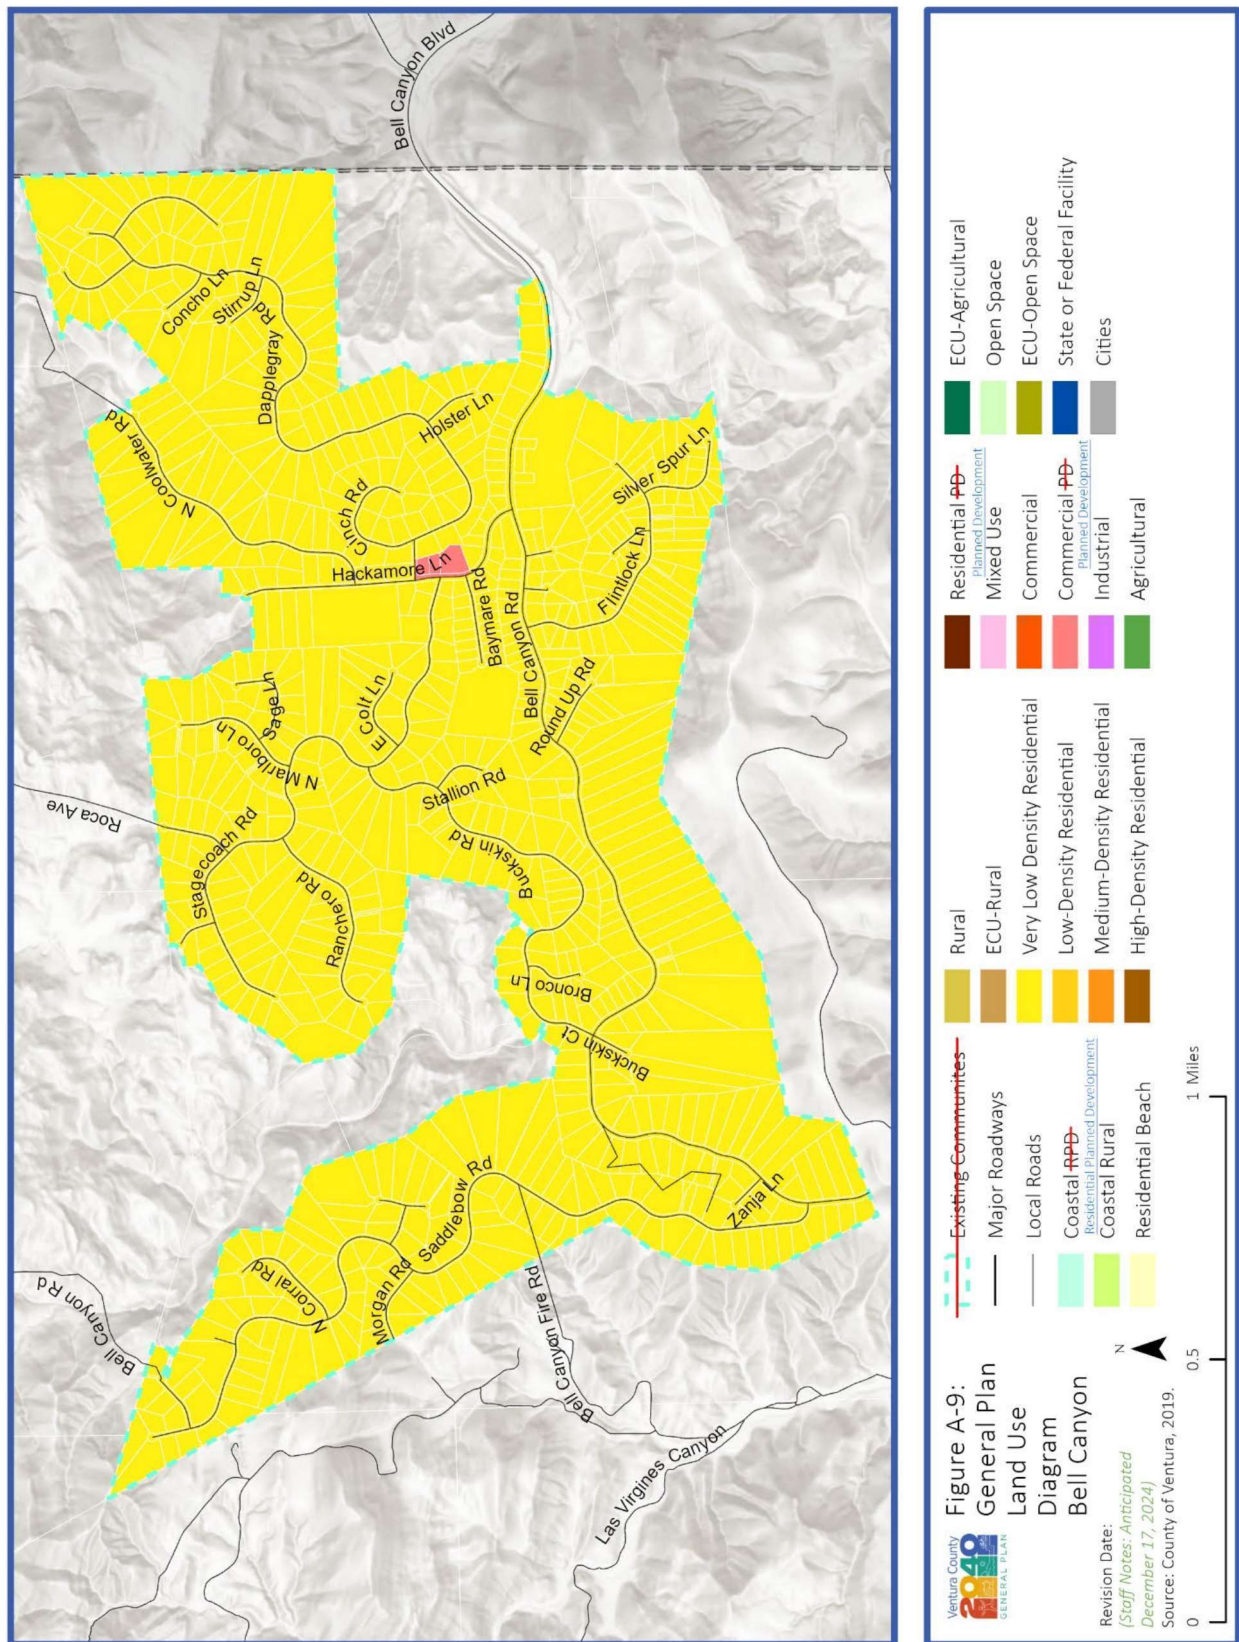 Bell Canyon Blvd
Concho Ln
Stirrup Ln
Dapplegray Rd
N Coolwater Rd
Holster Ln
Cinch Rd
Hackamore Ln
Silver Spur Ln
Flintlock Ln
Baymare Rd
Bell Canyon Rd
Round Up Rd
Sage Ln
E Colt Ln
N Marlboro Ln
Stallion Rd
Roca Ave
Stagecoach Rd
Buckskin Rd
Ranchero Rd
Bronco Ln
Buckskin Ct
Saddlebow Rd
Zanja Ln
N Corral Rd
Morgan Rd
Bell Canyon Rd
Bell Canyon Fire Rd
Las Virgines Canyon
Ventura County
2040
GENERAL PLAN
Figure A-9:
General Plan
Land Use
Diagram
Bell Canyon
Revision Date:
(Staff Notes: Anticipated
December 17, 2024)
Source: County of Ventura, 2019.
N
0
0.5
1 Miles
Existing Communites
Major Roadways
Local Roads
Coastal RPD
Residential Planned Development
Coastal Rural
Residential Beach
Rural
ECU-Rural
Very Low Density Residential
Low-Density Residential
Medium-Density Residential
High-Density Residential
Residential PD
Planned Development
Mixed Use
Commercial
Commercial PD
Planned Development
Industrial
Agricultural
ECU-Agricultural
Open Space
ECU-Open Space
State or Federal Facility
Cities